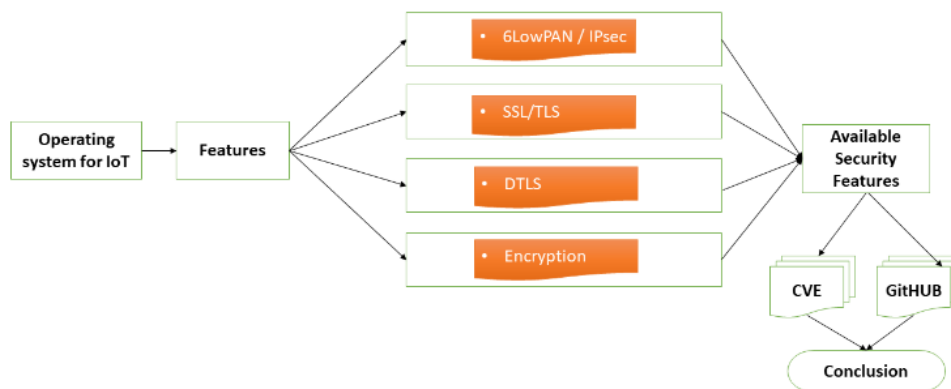 Operating
system for IoT
Features
• 6LowPAN / IPsec
• SSL/TLS
• DTLS
• Encryption
Available
Security
Features
CVE
GitHUB
Conclusion